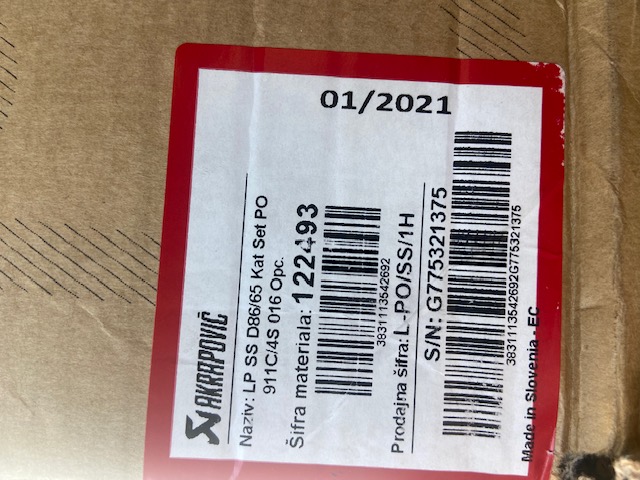 01/2021
AKRAPOVIČ
Naziv: LP SS D86/65 Kat Set PO
911C/4S 016 Opc.
Šifra materiala: 122493
3831113542692
Prodajna šifra: L-PO/SS/1H
S/N: G775321375
3831113542692G775321375
Made in Slovenia - EC